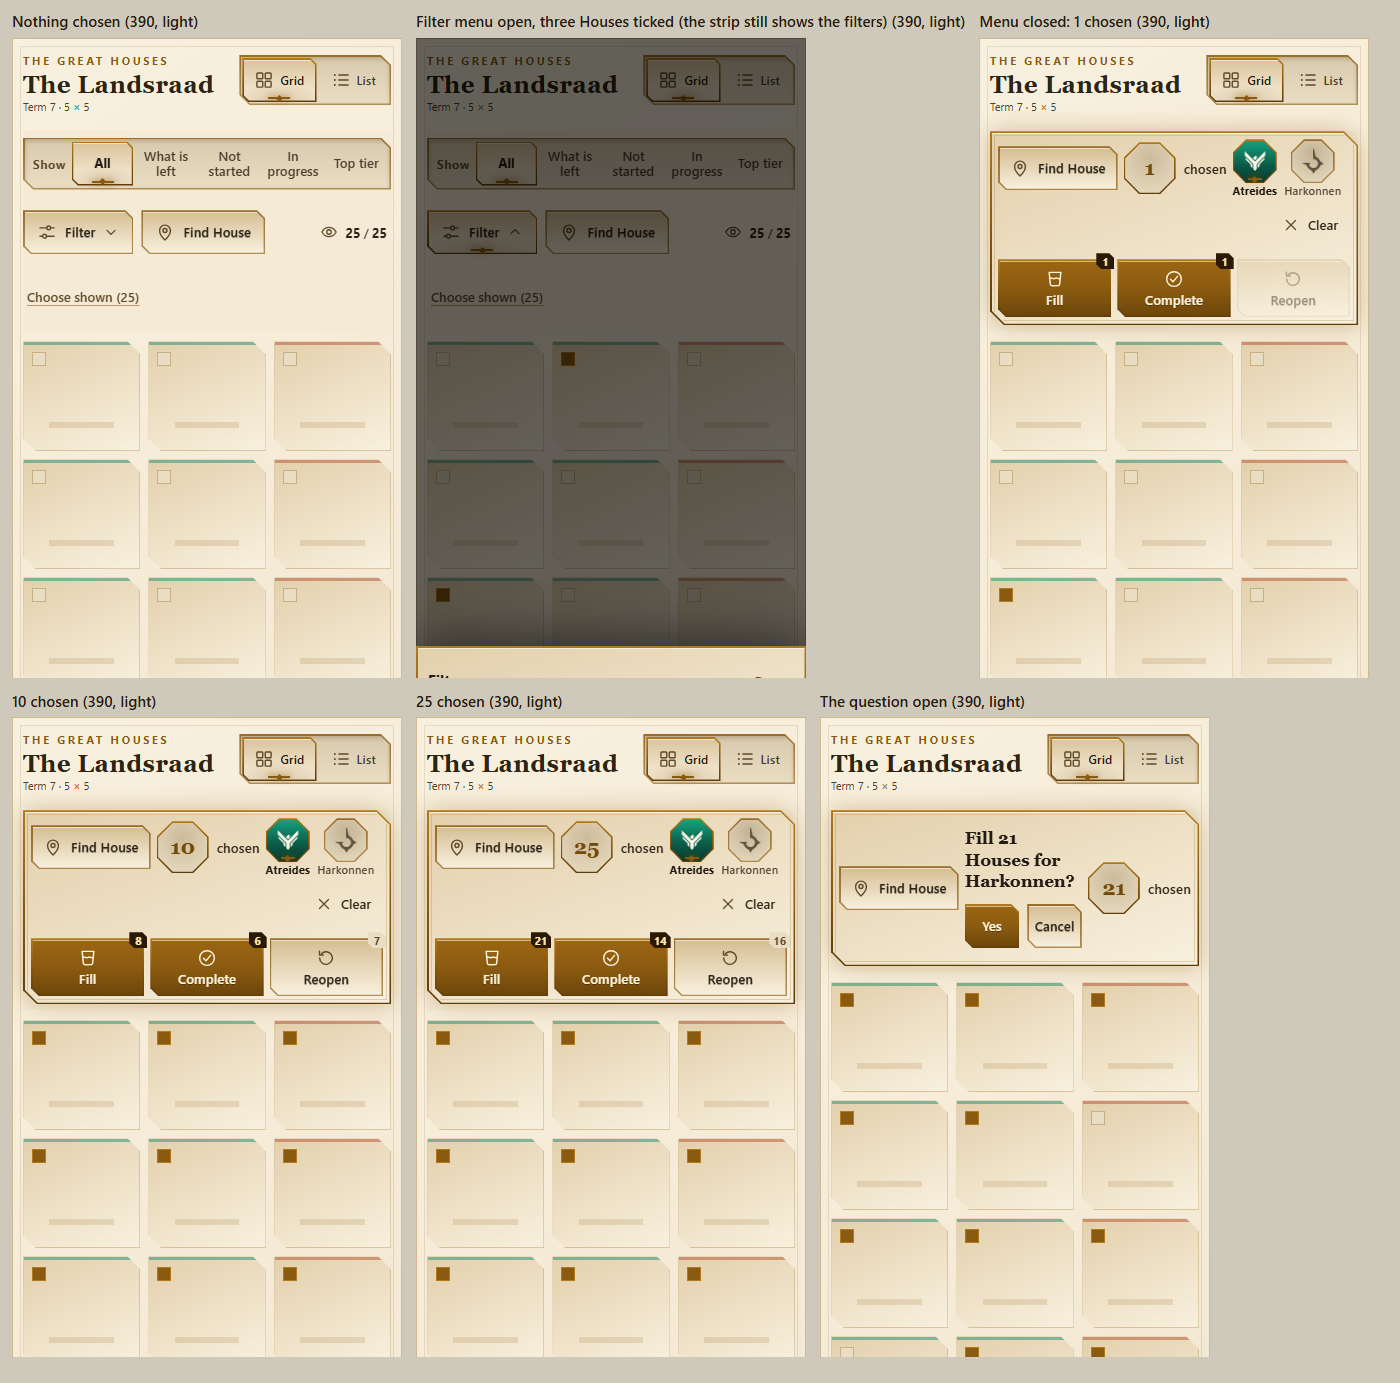 Nothing chosen (390, light)
THE GREAT HOUSES
The Landsraad
Term 7 · 5 × 5
Grid
List
Show
All
What is left
Not started
In progress
Top tier
Filter
Find House
25 / 25
Choose shown (25)
Filter menu open, three Houses ticked (the strip still shows the filters) (390, light)
THE GREAT HOUSES
The Landsraad
Term 7 · 5 × 5
Grid
List
Show
All
What is left
Not started
In progress
Top tier
Filter
Find House
25 / 25
Choose shown (25)
Menu closed: 1 chosen (390, light)
THE GREAT HOUSES
The Landsraad
Term 7 · 5 × 5
Grid
List
Find House
1
chosen
Atreides
Harkonnen
Clear
1
Fill
1
Complete
Reopen
10 chosen (390, light)
THE GREAT HOUSES
The Landsraad
Term 7 · 5 × 5
Grid
List
Find House
10
chosen
Atreides
Harkonnen
Clear
8
Fill
6
Complete
7
Reopen
25 chosen (390, light)
THE GREAT HOUSES
The Landsraad
Term 7 · 5 × 5
Grid
List
Find House
25
chosen
Atreides
Harkonnen
Clear
21
Fill
14
Complete
16
Reopen
The question open (390, light)
THE GREAT HOUSES
The Landsraad
Term 7 · 5 × 5
Grid
List
Find House
Fill 21
Houses for
Harkonnen?
Yes
Cancel
21
chosen